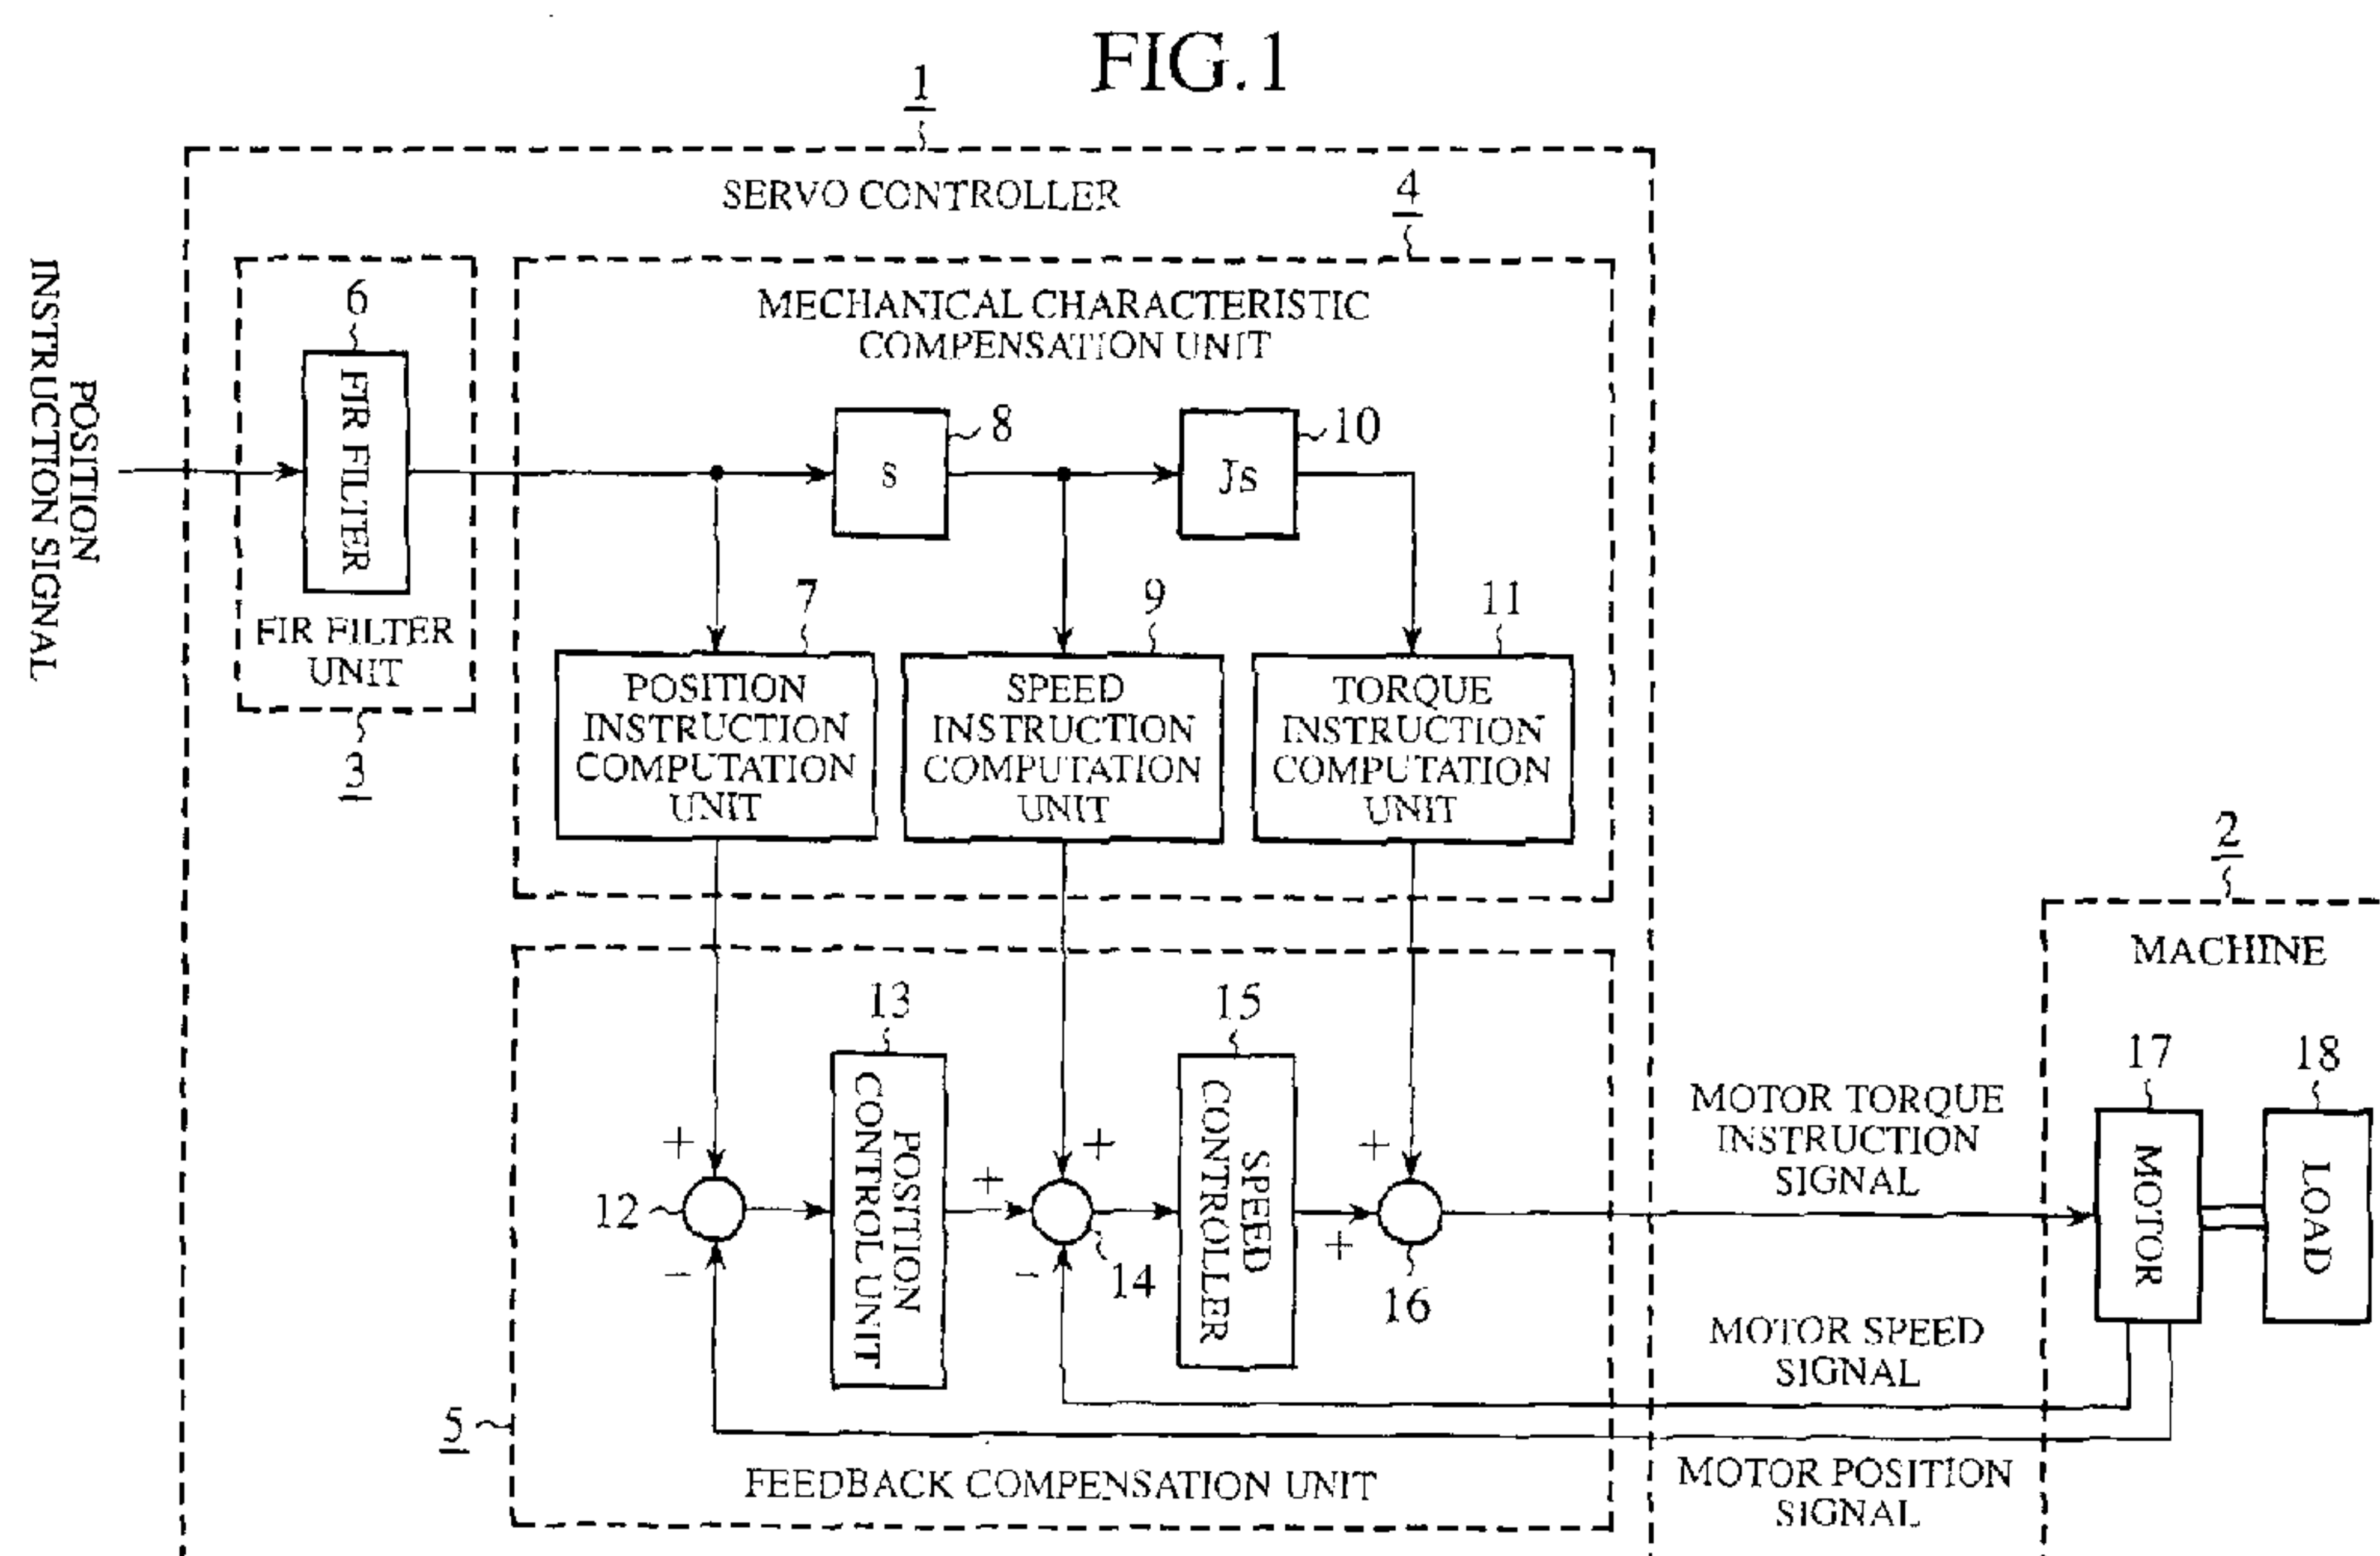 FIG.1
1
SERVO CONTROLLER
4
POSITION
INSTRUCTION SIGNAL
6
FIR FILTER
FIR FILTER
UNIT
3
MECHANICAL CHARACTERISTIC
COMPENSATION UNIT
s
8
Js
10
7
POSITION
INSTRUCTION
COMPUTATION
UNIT
9
SPEED
INSTRUCTION
COMPUTATION
UNIT
11
TORQUE
INSTRUCTION
COMPUTATION
UNIT
2
MACHINE
13
POSITION
CONTROL UNIT
15
SPEED
CONTROLLER
+
12
−
+
+
−
14
+
+
16
MOTOR TORQUE
INSTRUCTION
SIGNAL
17
MOTOR
18
LOAD
MOTOR SPEED
SIGNAL
5
FEEDBACK COMPENSATION UNIT
MOTOR POSITION
SIGNAL